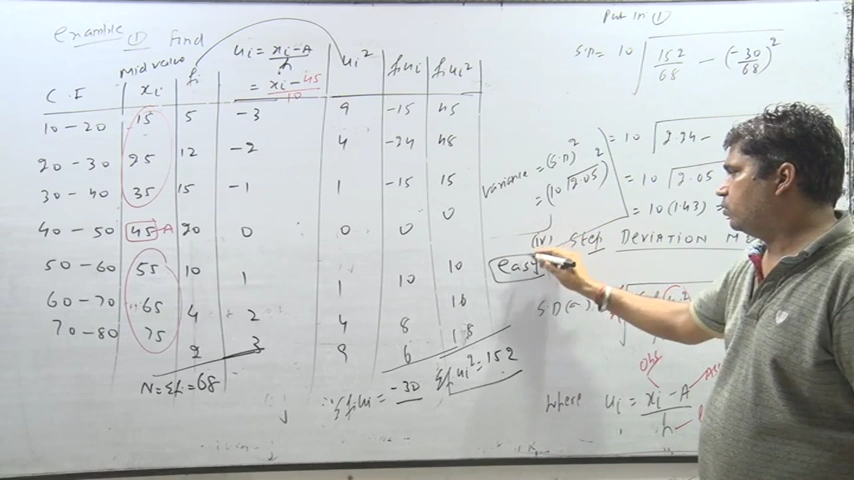 example ① find
mid value
C.I xi fi ui = xi-A/h ui² fiui fiui²
= xi-45/10
10-20 15 5 -3 9 -15 45
20-30 25 12 -2 4 -24 48
30-40 35 15 -1 1 -15 15
40-50 45-A 20 0 0 0 0
50-60 55 10 1 1 10 10
60-70 65 4 2 4 8 16
70-80 75 2 3 9 6 18
N=Σfi=68
Σfiui = -30
Σfiui²=152
Put in ①
S.D= 10 √152/68 - (-30/68)²
= 10 √2.24-
= 10 √2.05
= 10(1.43) =
variance = (S.D)²
= (10√2.05)²
(iv) Step DEVIATION
easy
S.D(σ)
Obs
where ui = xi-A/h